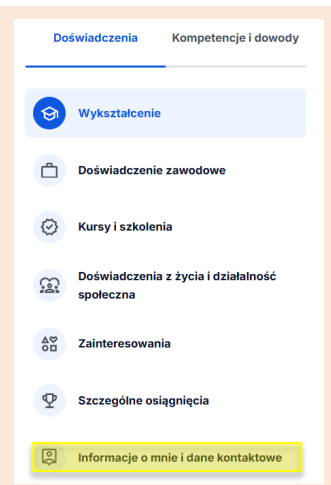 Doświadczenia Kompetencje i dowody
Wykształcenie
Doświadczenie zawodowe
Kursy i szkolenia
Doświadczenia z życia i działalność
społeczna
Zainteresowania
Szczególne osiągnięcia
Informacje o mnie i dane kontaktowe